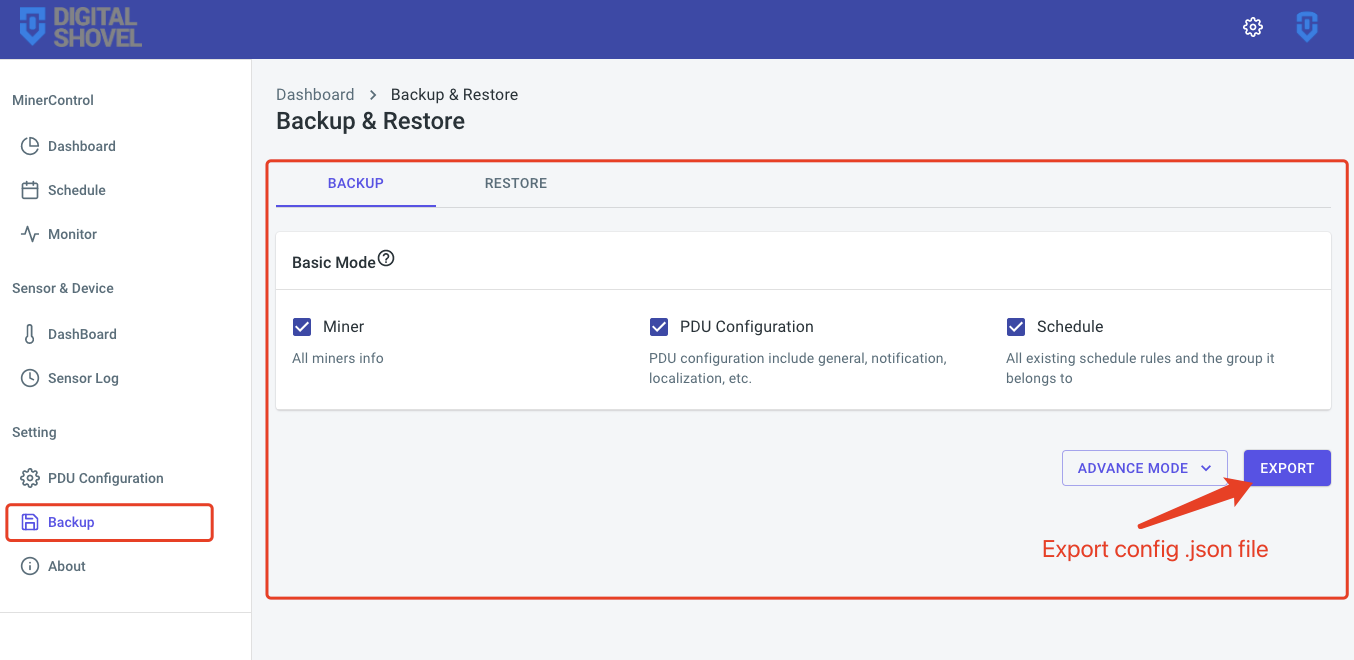 DIGITAL
SHOVEL
MinerControl
Dashboard
Schedule
Monitor
Sensor & Device
DashBoard
Sensor Log
Setting
PDU Configuration
Backup
About
Dashboard > Backup & Restore
Backup & Restore
BACKUP RESTORE
Basic Mode
Miner
All miners info
PDU Configuration
PDU configuration include general, notification,
localization, etc.
Schedule
All existing schedule rules and the group it
belongs to
ADVANCE MODE EXPORT
Export config .json file